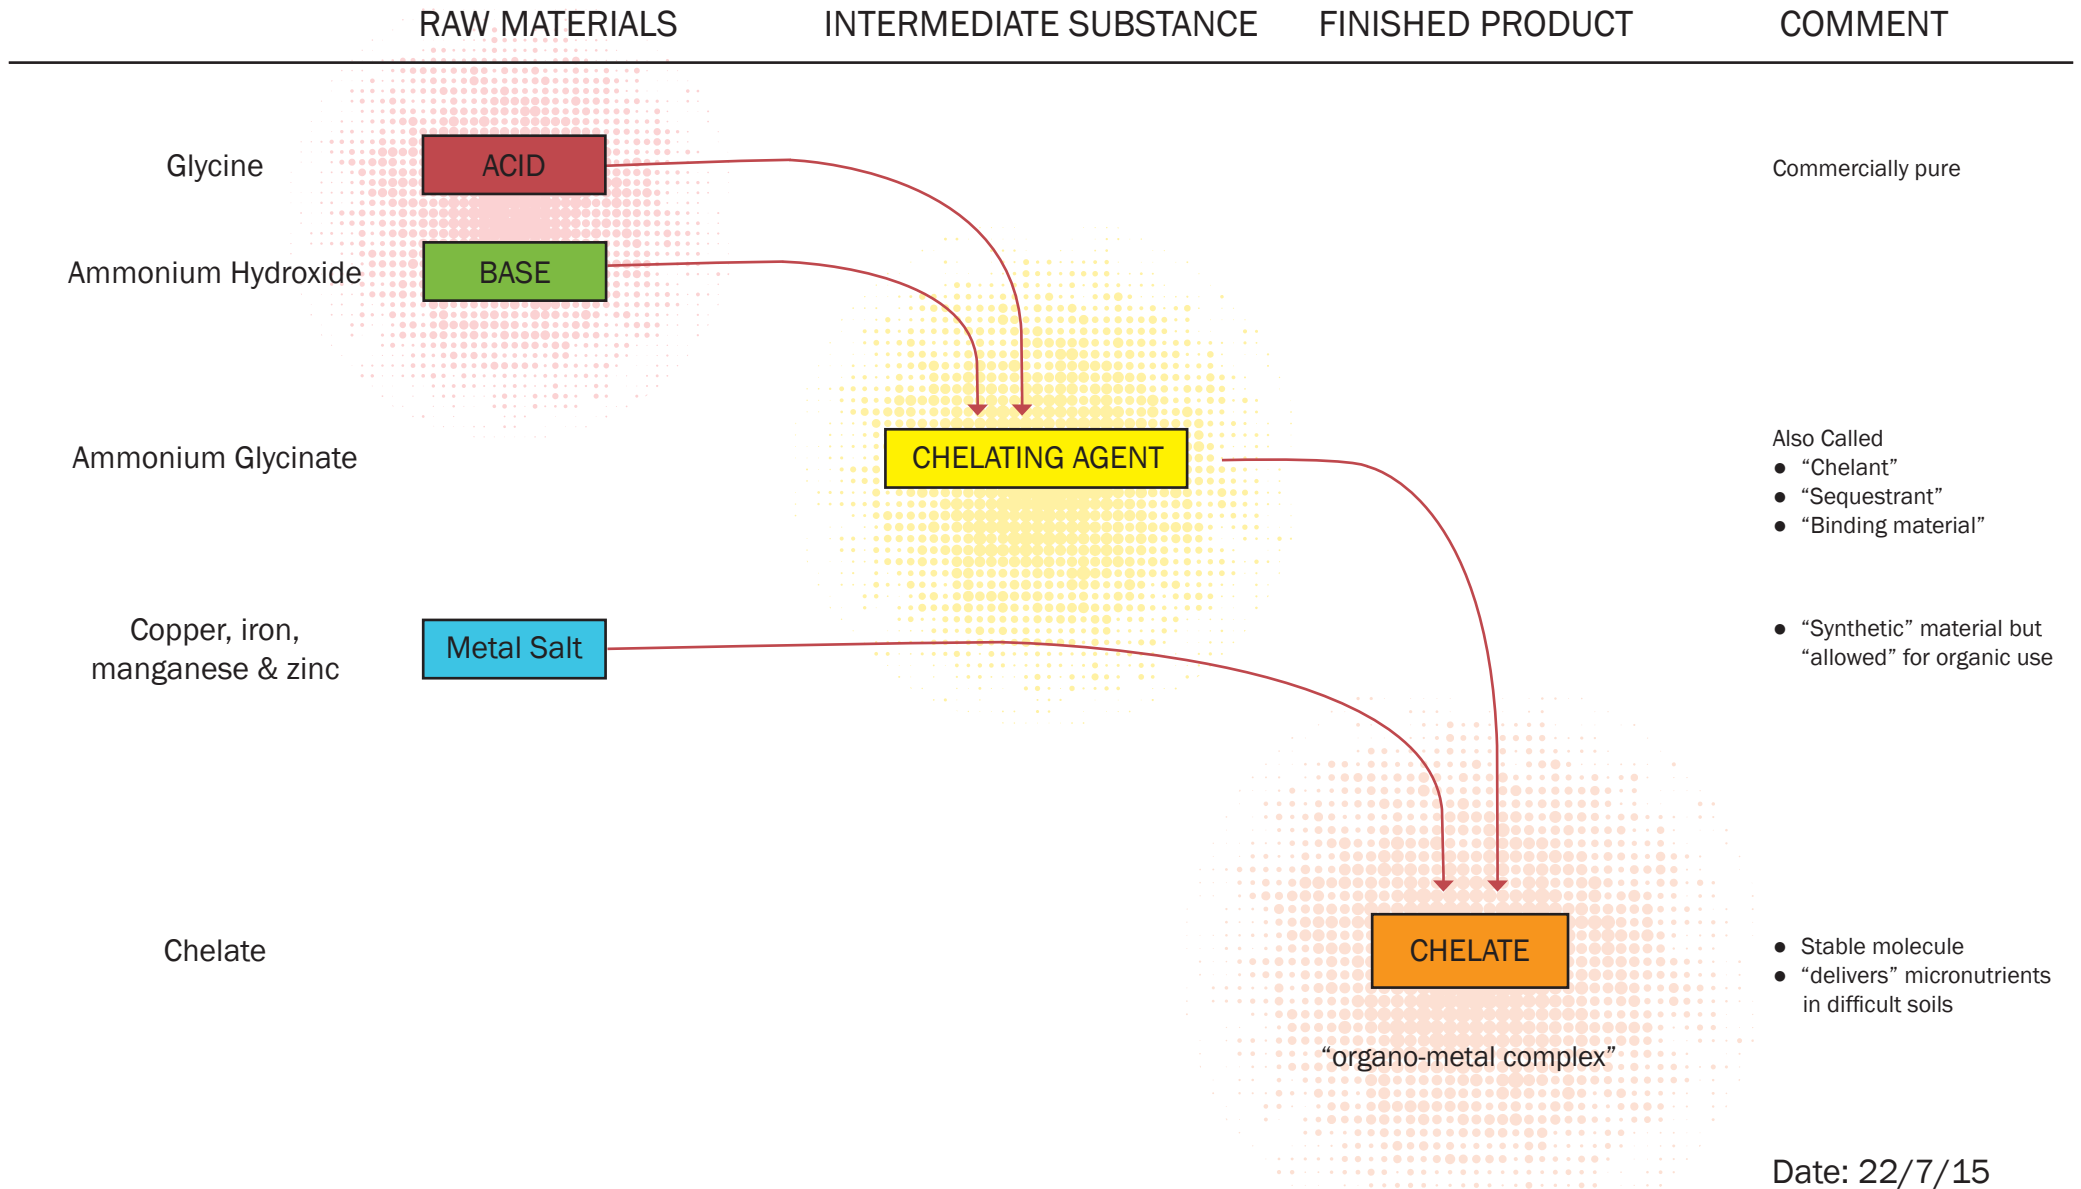 RAW MATERIALS
INTERMEDIATE SUBSTANCE
FINISHED PRODUCT
COMMENT
Glycine
ACID
Commercially pure
Ammonium Hydroxide
BASE
Ammonium Glycinate
CHELATING AGENT
Also Called
● “Chelant”
● “Sequestrant”
● “Binding material”
Copper, iron,
manganese & zinc
Metal Salt
● “Synthetic” material but
“allowed” for organic use
Chelate
CHELATE
● Stable molecule
● “delivers” micronutrients
in difficult soils
“organo-metal complex”
Date: 22/7/15